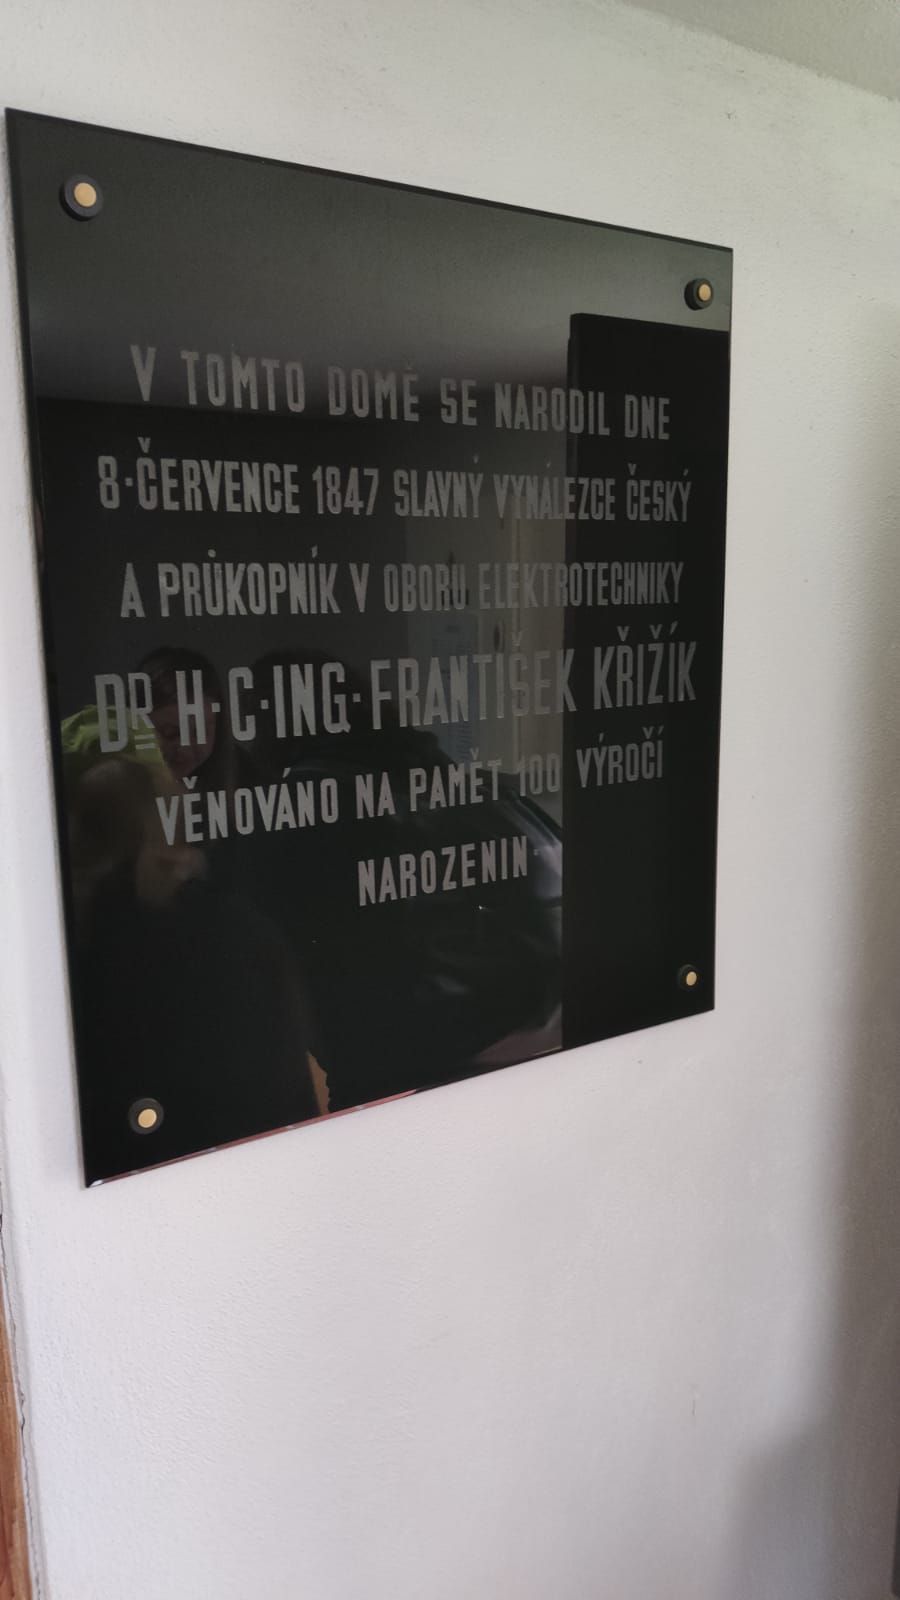 V TOMTO DOMĚ SE NARODIL DNE
8·ČERVENCE 1847 SLAVNÝ VYNÁLEZCE ČESKÝ
A PRŮKOPNÍK V OBORU ELEKTROTECHNIKY
DR H·C·ING·FRANTIŠEK KŘIŽÍK
VĚNOVÁNO NA PAMĚT 100 VÝROČÍ
NAROZENIN·